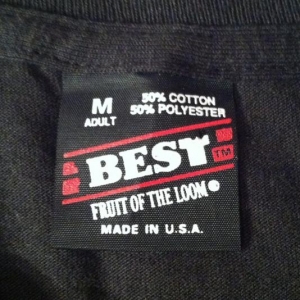 M
ADULT
50% COTTON
50% POLYESTER
BEST
TM
FRUIT OF THE LOOM
MADE IN U.S.A.